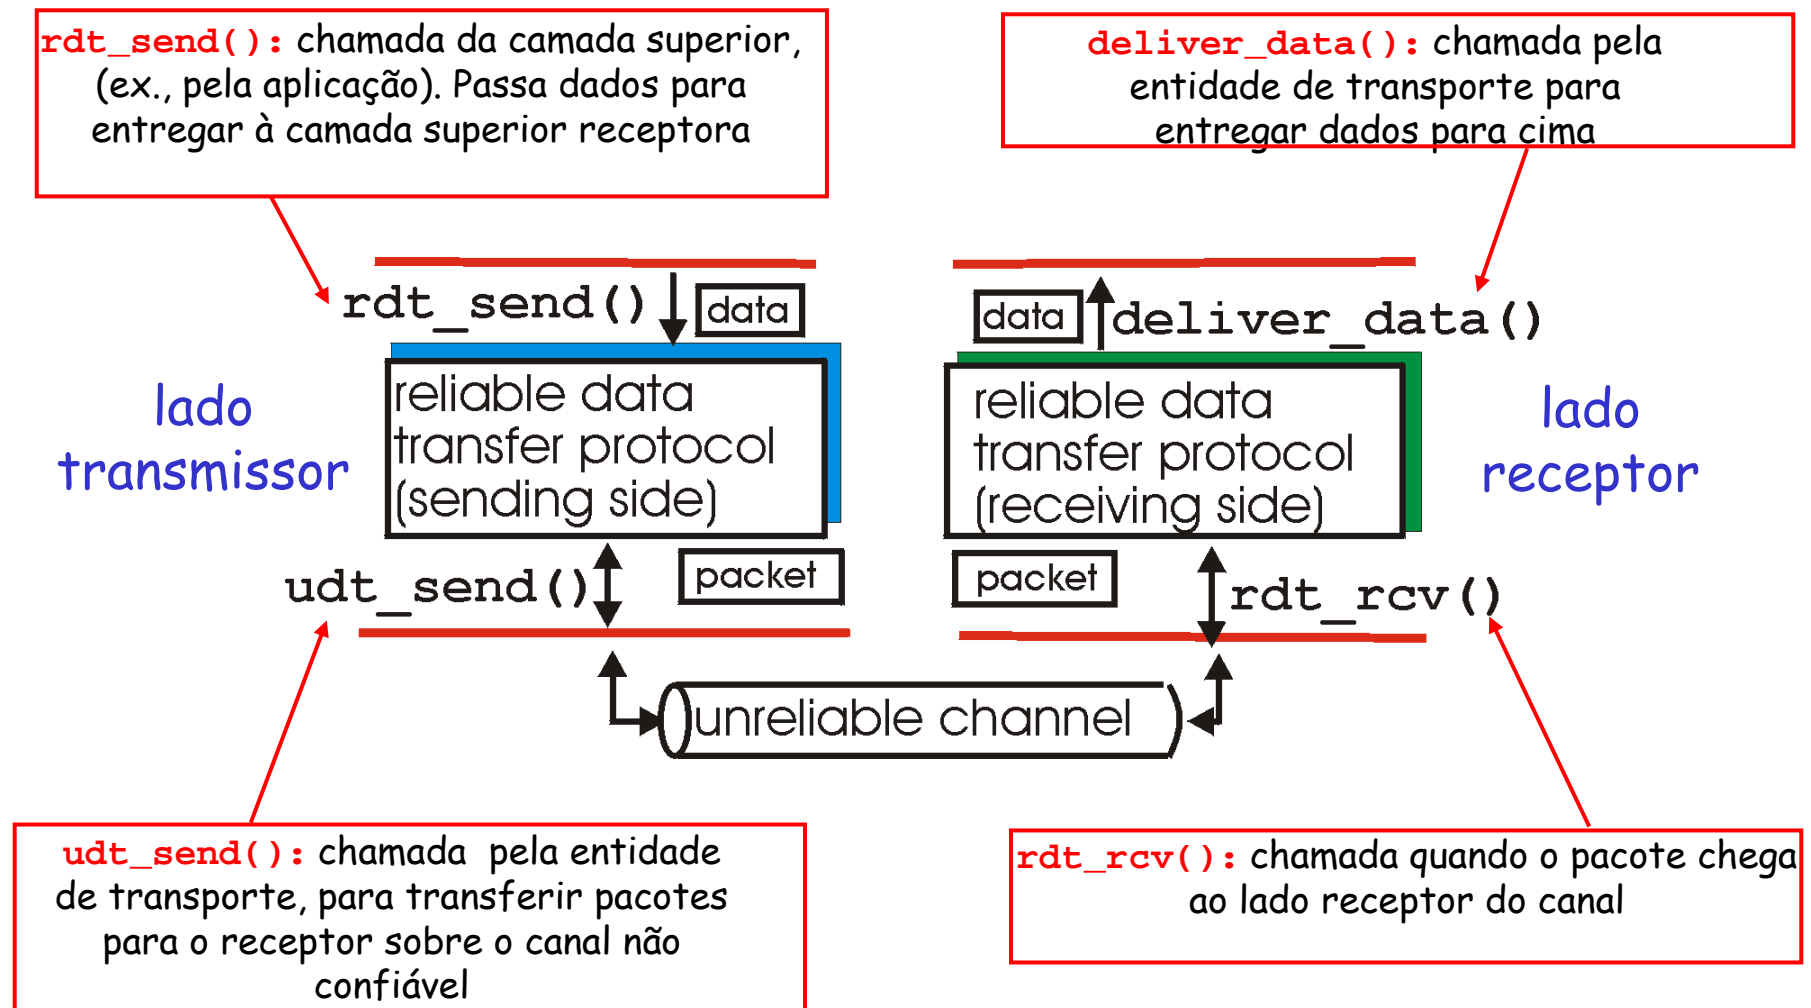 rdt_send(): chamada da camada superior,
(ex., pela aplicação). Passa dados para
entregar à camada superior receptora
deliver_data(): chamada pela
entidade de transporte para
entregar dados para cima
rdt_send()
data
data
deliver_data()
lado
transmissor
reliable data
transfer protocol
(sending side)
reliable data
transfer protocol
(receiving side)
lado
receptor
udt_send()
packet
packet
rdt_rcv()
unreliable channel
udt_send(): chamada pela entidade
de transporte, para transferir pacotes
para o receptor sobre o canal não
confiável
rdt_rcv(): chamada quando o pacote chega
ao lado receptor do canal